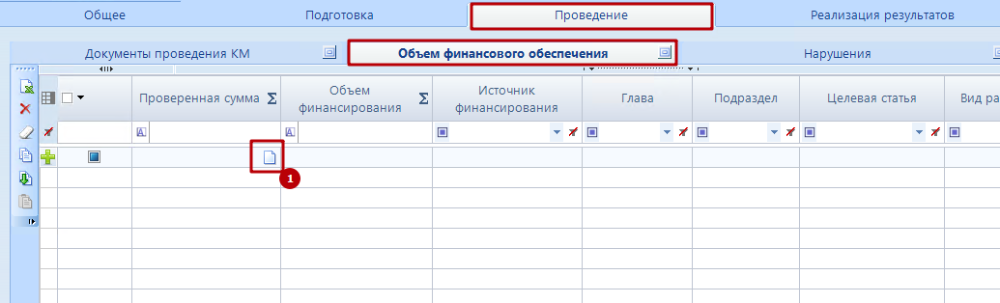 Общее Подготовка Проведение Реализация результатов
Документы проведения КМ Объем финансового обеспечения Нарушения
Проверенная сумма Σ Объем финансирования Σ Источник финансирования Глава Подраздел Целевая статья Вид ра
A A
1